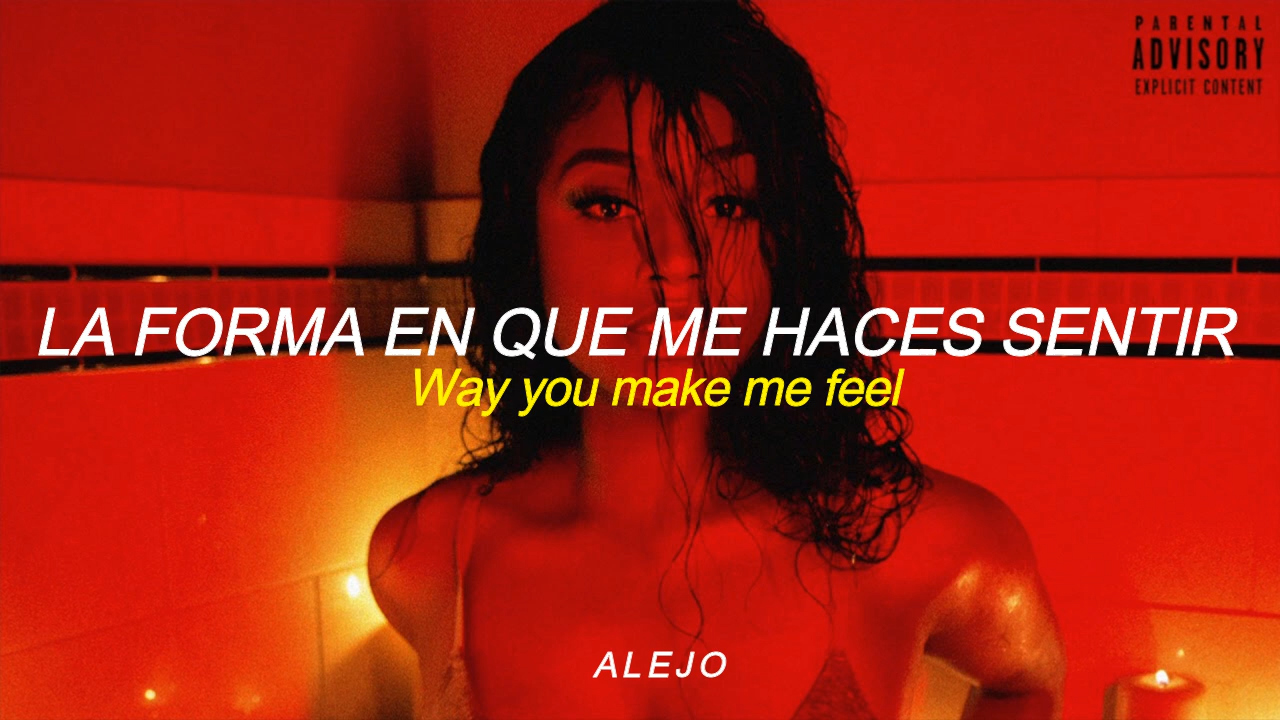 PARENTAL
ADVISORY
EXPLICIT CONTENT
LA FORMA EN QUE ME HACES SENTIR
Way you make me feel
ALEJO